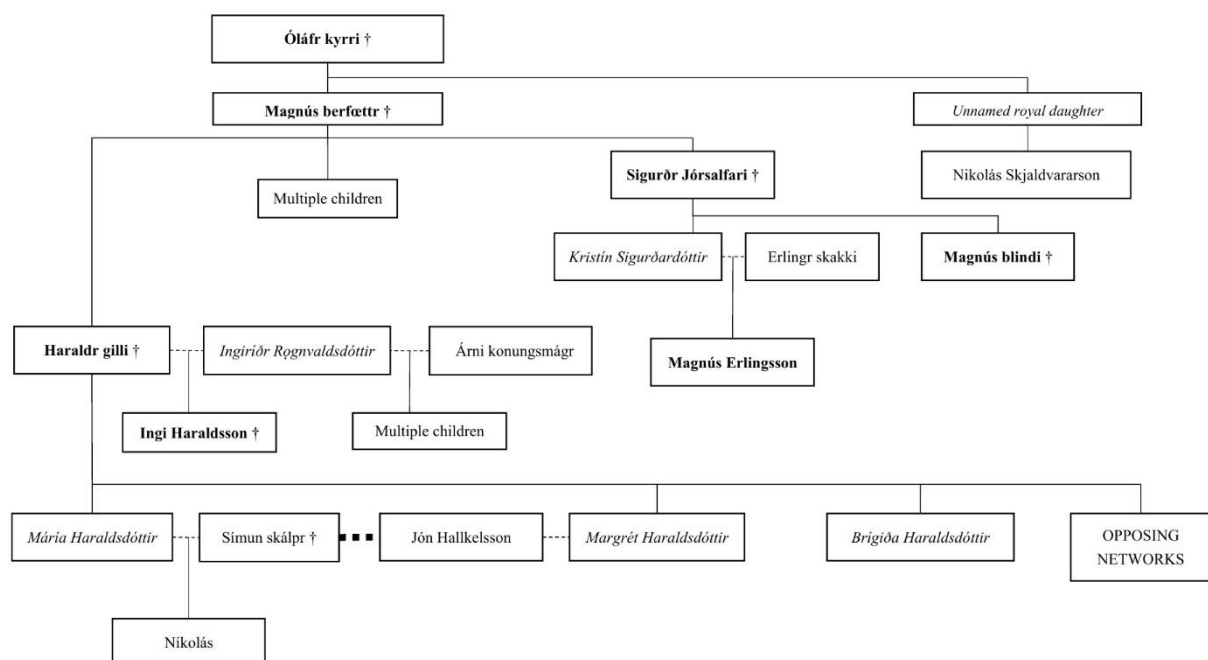 Óláfr kyrri †
Magnús berfœttr †
Unnamed royal daughter
Multiple children
Sigurðr Jórsalfari †
Nikolás Skjaldvararson
Kristín Sigurðardóttir
Erlingr skakki
Magnús blindi †
Haraldr gilli †
Ingiríðr Rǫgnvaldsdóttir
Árni konungsmágr
Magnús Erlingsson
Ingi Haraldsson †
Multiple children
Máría Haraldsdóttir
Símun skálpr †
Jón Hallkelsson
Margrét Haraldsdóttir
Brígiða Haraldsdóttir
OPPOSING
NETWORKS
Níkolás